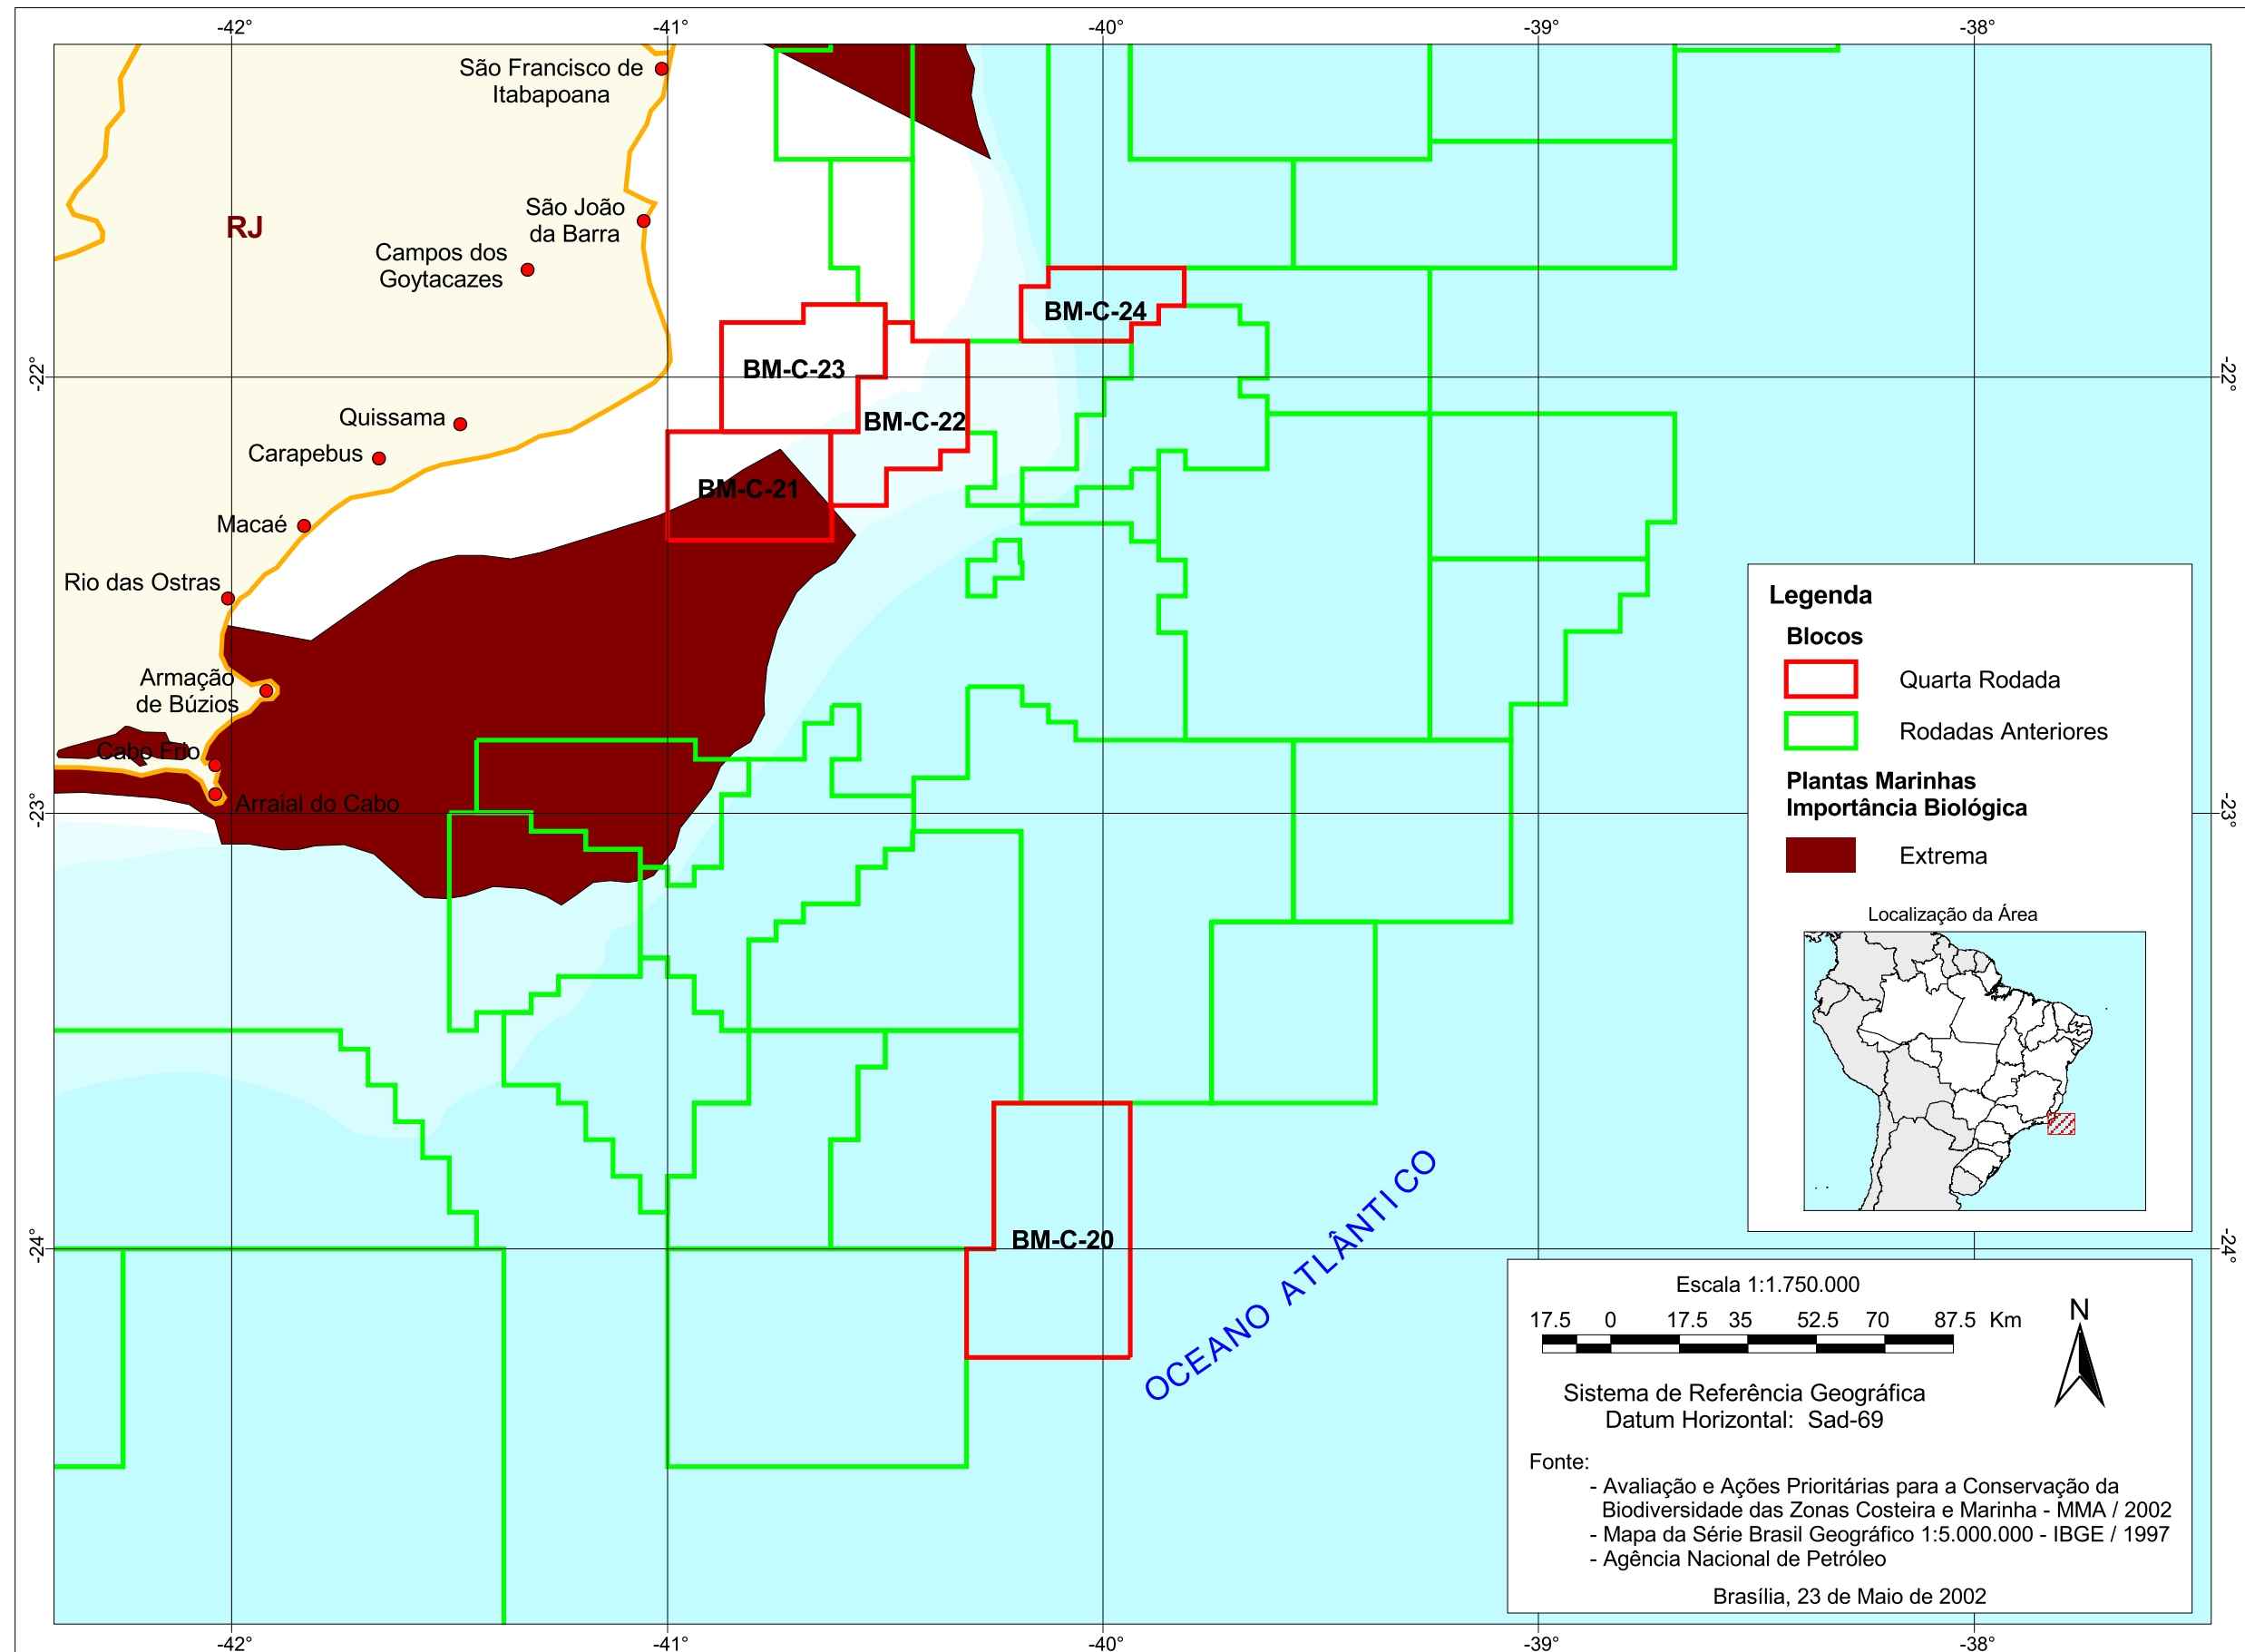 -42°
-41°
-40°
-39°
-38°
São Francisco de
Itabapoana
São João
da Barra
RJ
Campos dos
Goytacazes
BM-C-24
BM-C-23
-22°
-22°
Quissama
BM-C-22
Carapebus
BM-C-21
Macaé
Rio das Ostras
Armação
de Búzios
Cabo Frio
Arraial do Cabo
-23°
-23°
Legenda
Blocos
Quarta Rodada
Rodadas Anteriores
Plantas Marinhas
Importância Biológica
Extrema
Localização da Área
BM-C-20
-24°
-24°
OCEANO ATLÂNTICO
Escala 1:1.750.000
17.5 0 17.5 35 52.5 70 87.5 Km
N
Sistema de Referência Geográfica
Datum Horizontal: Sad-69
Fonte:
- Avaliação e Ações Prioritárias para a Conservação da
Biodiversidade das Zonas Costeira e Marinha - MMA / 2002
- Mapa da Série Brasil Geográfico 1:5.000.000 - IBGE / 1997
- Agência Nacional de Petróleo
Brasília, 23 de Maio de 2002
-42°
-41°
-40°
-39°
-38°